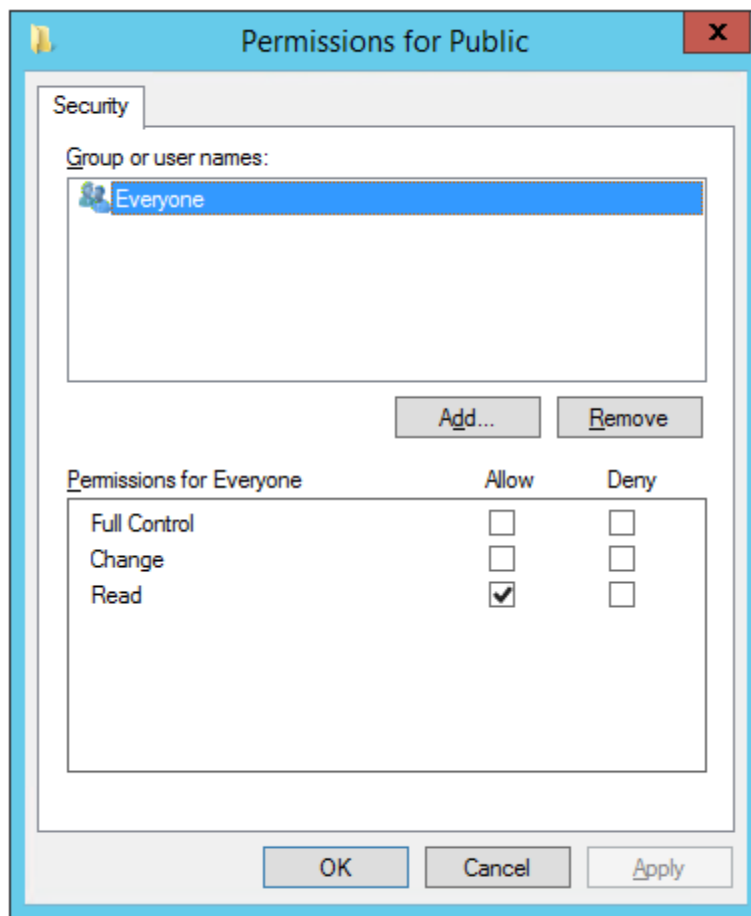 Permissions for Public
x
Security
Group or user names:
Everyone
Add... Remove
Permissions for Everyone Allow Deny
Full Control
Change
Read
OK Cancel Apply